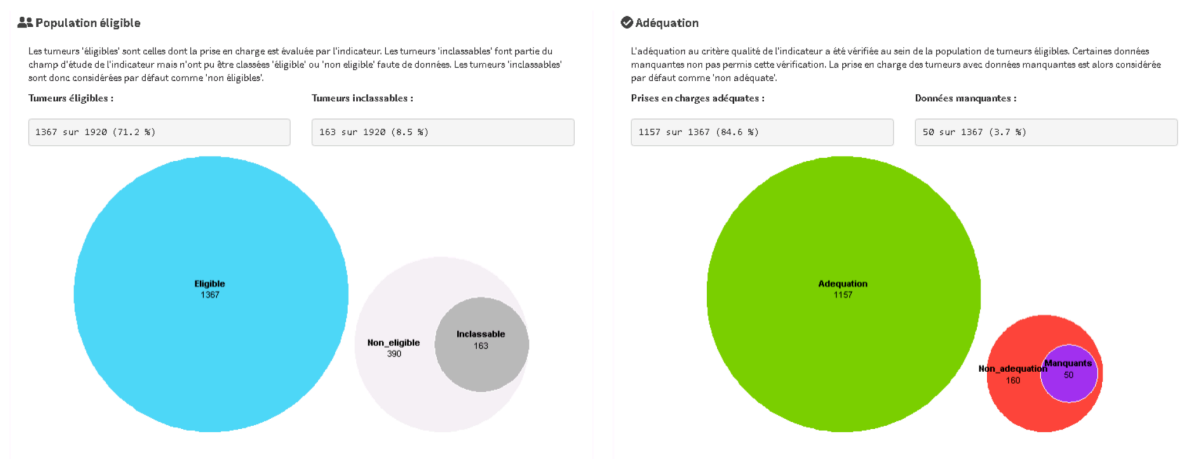 Population éligible
Les tumeurs 'éligibles' sont celles dont la prise en charge est évaluée par l'indicateur. Les tumeurs 'inclassables' font partie du
champ d'étude de l'indicateur mais n'ont pu être classées 'éligible' ou 'non eligible' faute de données. Les tumeurs 'inclassables'
sont donc considérées par défaut comme 'non éligibles'.
Tumeurs éligibles :
Tumeurs inclassables :
1367 sur 1920 (71.2 %)
163 sur 1920 (8.5 %)
Eligible
1367
Non_eligible
390
Inclassable
163
Adéquation
L'adéquation au critère qualité de l'indicateur a été vérifiée au sein de la population de tumeurs éligibles. Certaines données
manquantes non pas permis cette vérification. La prise en charge des tumeurs avec données manquantes est alors considérée
par défaut comme 'non adéquate'.
Prises en charges adéquates :
Données manquantes :
1157 sur 1367 (84.6 %)
50 sur 1367 (3.7 %)
Adequation
1157
Non_adequation
160
Manquants
50